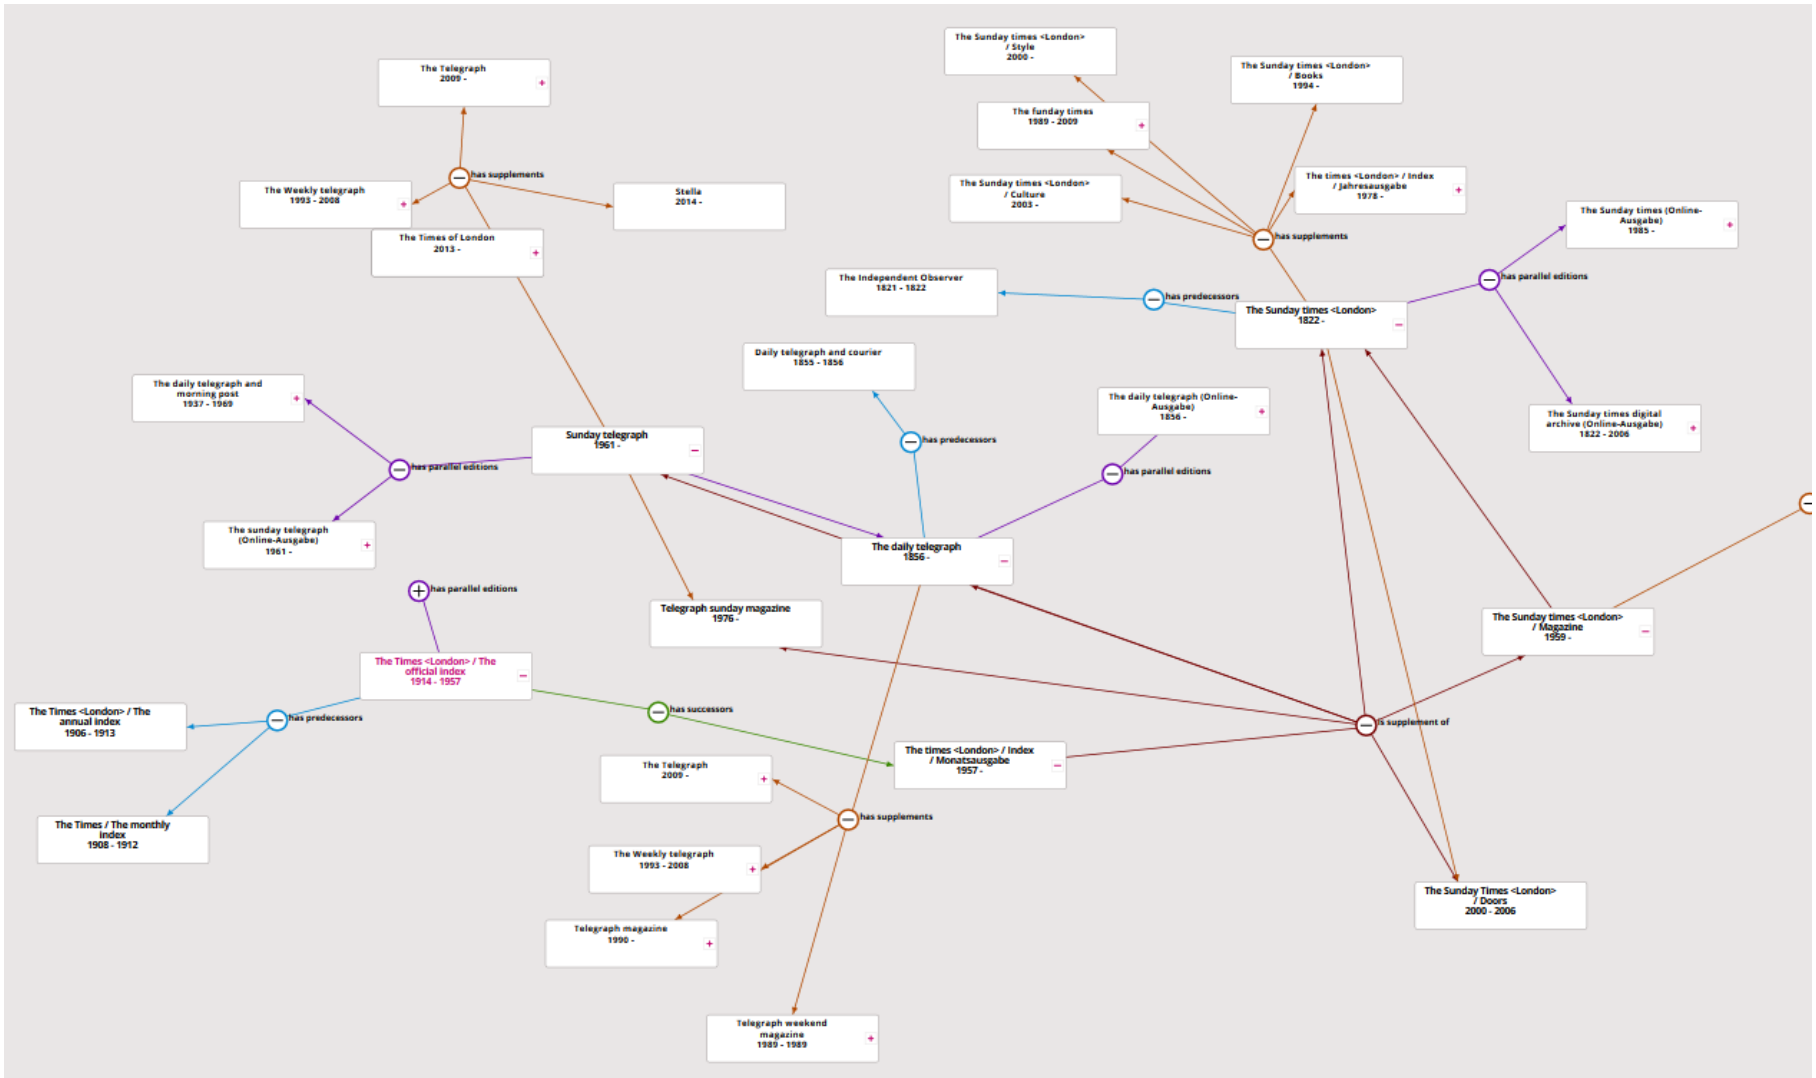 The Sunday times <London>
/ Style
2000 -
The Telegraph
2009 -
+
The Sunday times <London>
/ Books
1994 -
The funday times
1989 - 2009
+
has supplements
The Weekly telegraph
1993 - 2008
+
Stella
2014 -
The Sunday times <London>
/ Culture
2003 -
The times <London> / Index
/ Jahresausgabe
1978 -
+
The Times of London
2013 -
+
has supplements
The Sunday times (Online-
Ausgabe)
1985 -
+
The Independent Observer
1821 - 1822
has predecessors
has parallel editions
The Sunday times <London>
1822 -
−
Daily telegraph and courier
1855 - 1856
The daily telegraph and
morning post
1937 - 1969
+
The daily telegraph (Online-
Ausgabe)
1856 -
+
The Sunday times digital
archive (Online-Ausgabe)
1822 - 2006
+
Sunday telegraph
1961 -
−
has predecessors
has parallel editions
has parallel editions
The sunday telegraph
(Online-Ausgabe)
1961 -
+
The daily telegraph
1856 -
−
has parallel editions
Telegraph sunday magazine
1976 -
The Sunday times <London>
/ Magazine
1959 -
−
The Times <London> / The
official index
1914 - 1957
−
The Times <London> / The
annual index
1906 - 1913
has predecessors
has successors
is supplement of
The times <London> / Index
/ Monatsausgabe
1957 -
−
The Telegraph
2009 -
+
has supplements
The Times / The monthly
index
1908 - 1912
The Weekly telegraph
1993 - 2008
+
The Sunday Times <London>
/ Doors
2000 - 2006
Telegraph magazine
1990 -
+
Telegraph weekend
magazine
1989 - 1989
+